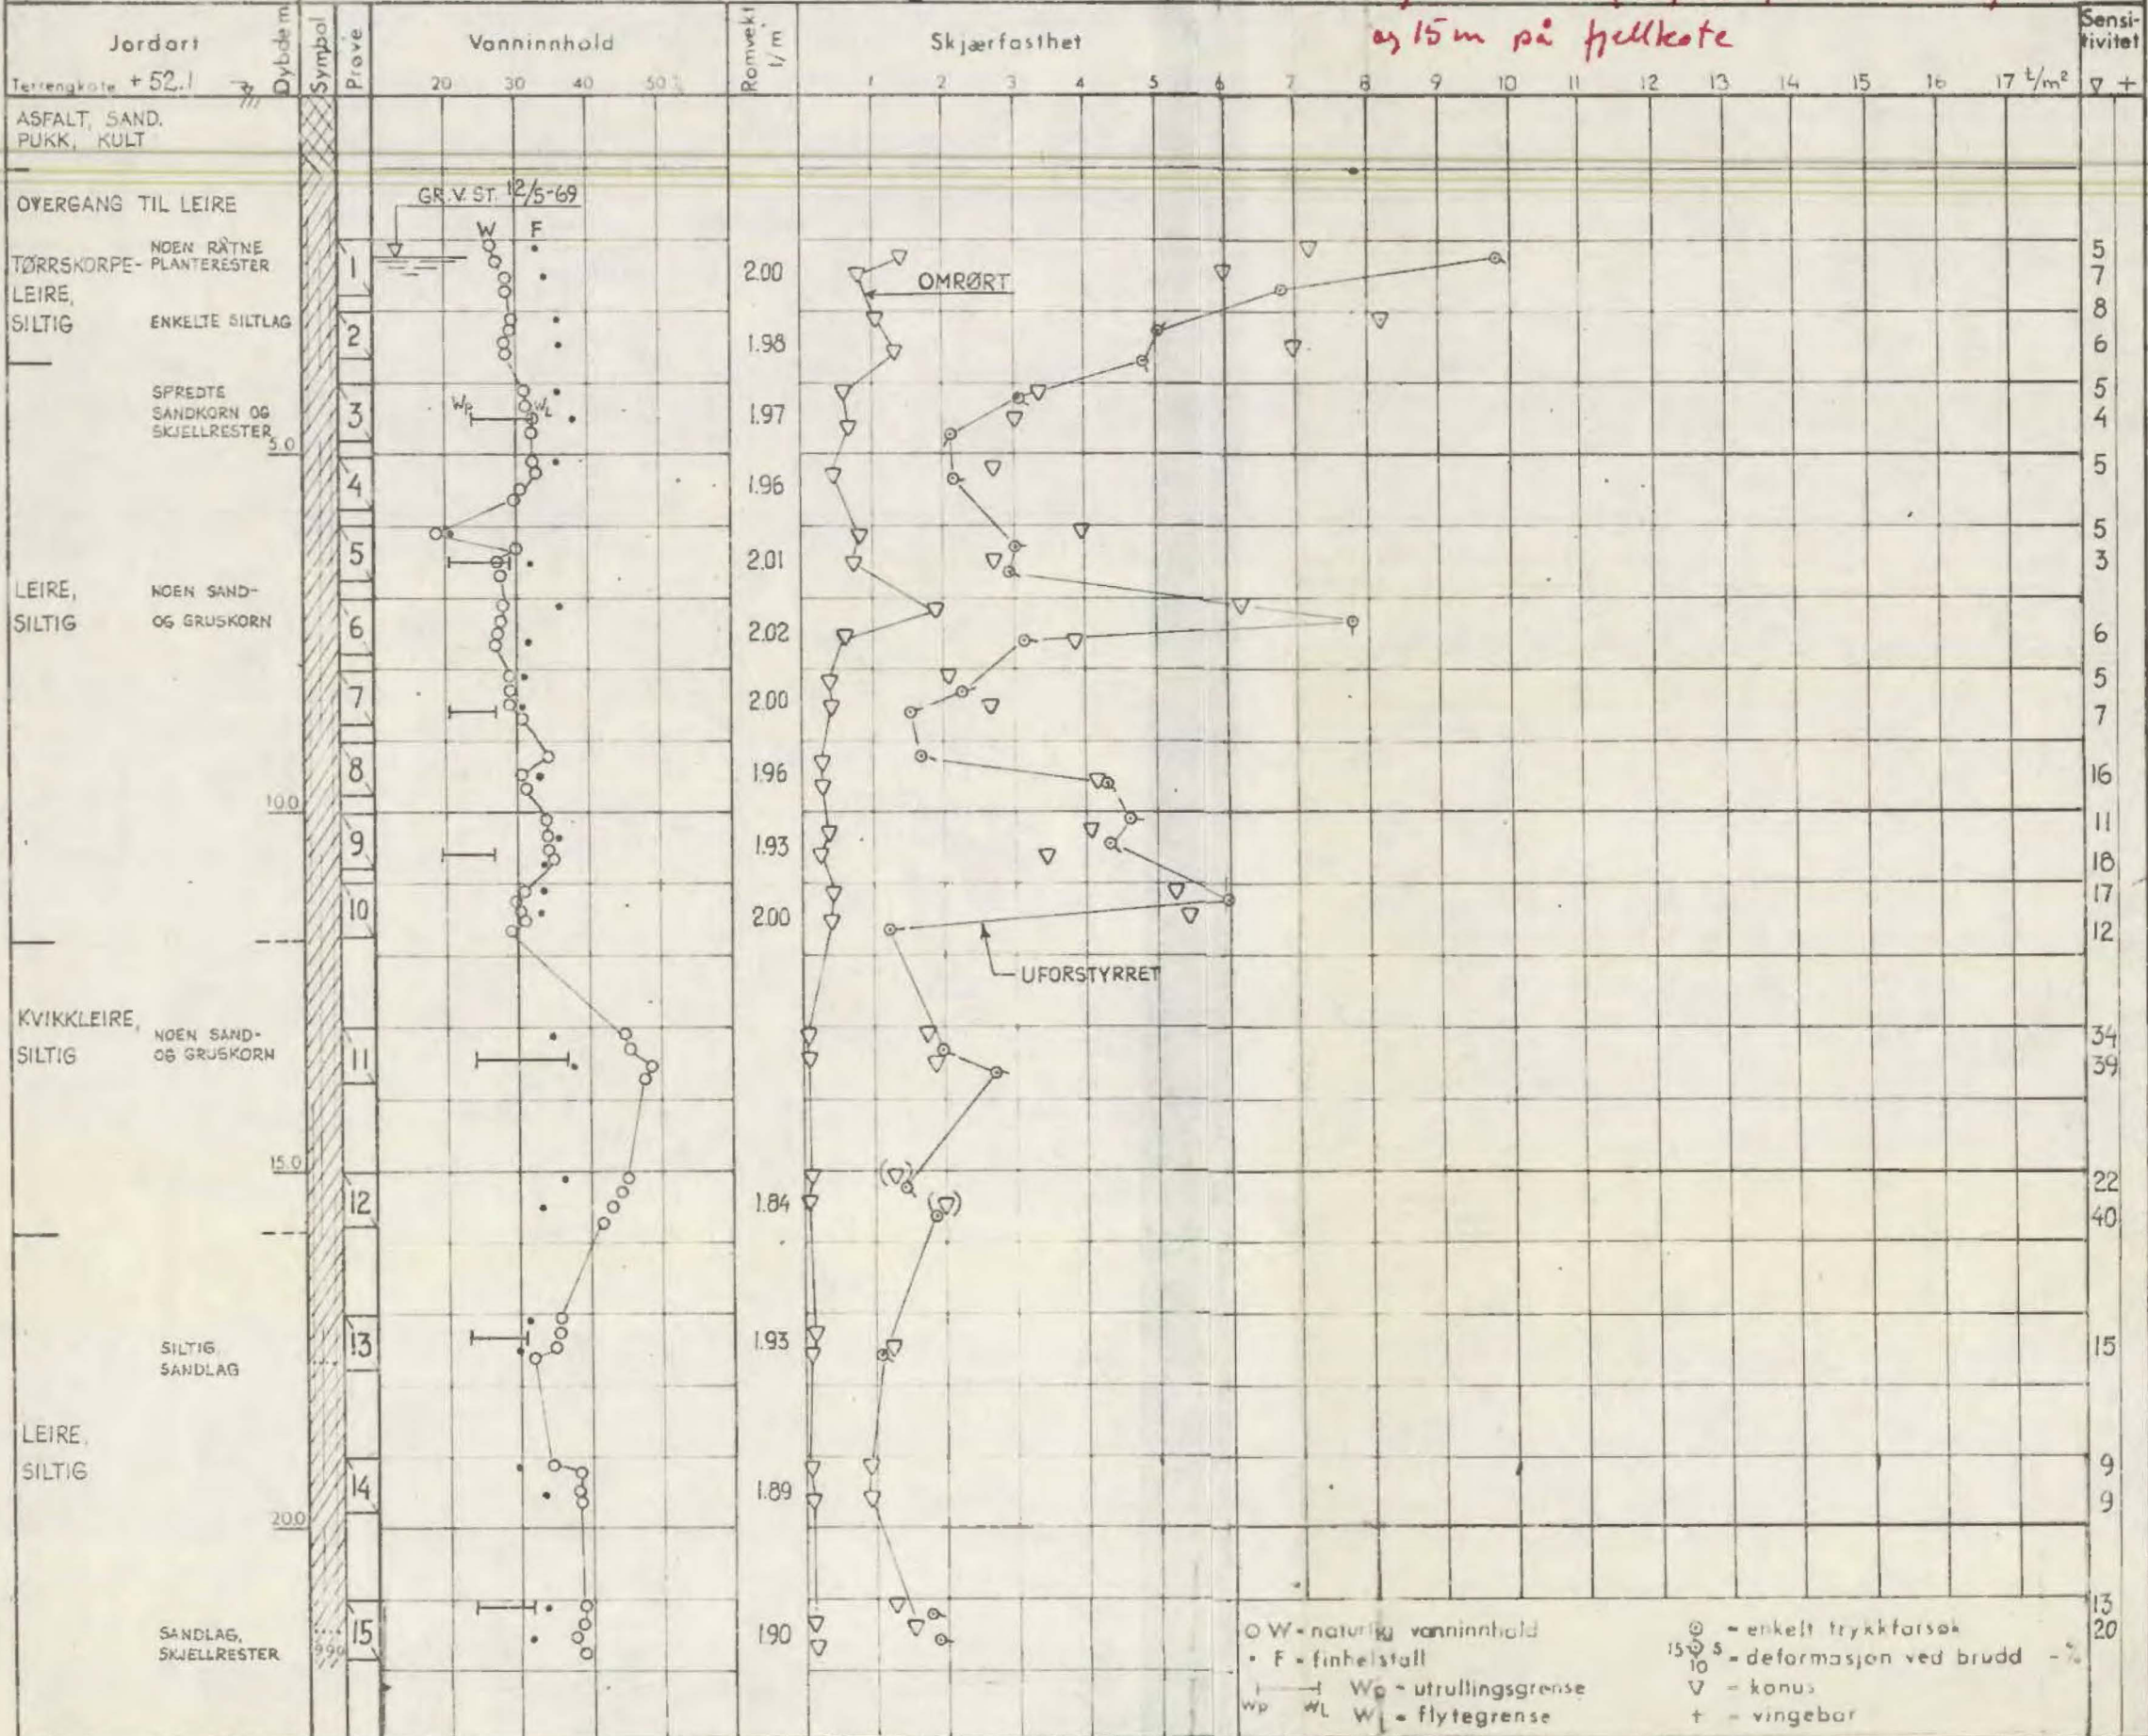 og 15 m på fjellkote
Jordart
Terrengkote +52.1
Dybde m
Symbol
Prøve
Vanninnhold
20 30 40 50 %
Romvekt t/m³
Skjærfasthet
1 2 3 4 5 6 7 8 9 10 11 12 13 14 15 16 17 t/m²
Sensi-
tivitet
▽ +
ASFALT, SAND.
PUKK, KULT
OVERGANG TIL LEIRE
GR.V. ST. 12/5-69
W F
NOEN RÅTNE
TØRRSKORPE- PLANTERESTER
LEIRE,
SILTIG ENKELTE SILTLAG
1 2.00 5
7
OMRØRT
8
2 1.98 6
SPREDTE
SANDKORN OG
SKJELLRESTER
Wp WL
3 1.97 5
4
5.0
4 1.96 5
5 2.01 5
3
LEIRE, NOEN SAND-
SILTIG OG GRUSKORN
6 2.02 6
7 2.00 5
7
8 1.96 16
10.0
9 1.93 11
18
10 2.00 17
12
UFORSTYRRET
KVIKKLEIRE, NOEN SAND-
SILTIG OG GRUSKORN
11 34
39
15.0
12 1.84 22
40
SILTIG
SANDLAG
13 1.93 15
LEIRE,
SILTIG
14 1.89 9
9
20.0
SANDLAG,
SKJELLRESTER
15 1.90 13
20
W - naturlig vanninnhold
F - finhetstall
Wp - utrullingsgrense
Wp WL WL - flytegrense
- enkelt trykkforsøk
15 5 10 - deformasjon ved brudd - %
▽ - konus
+ - vingebor